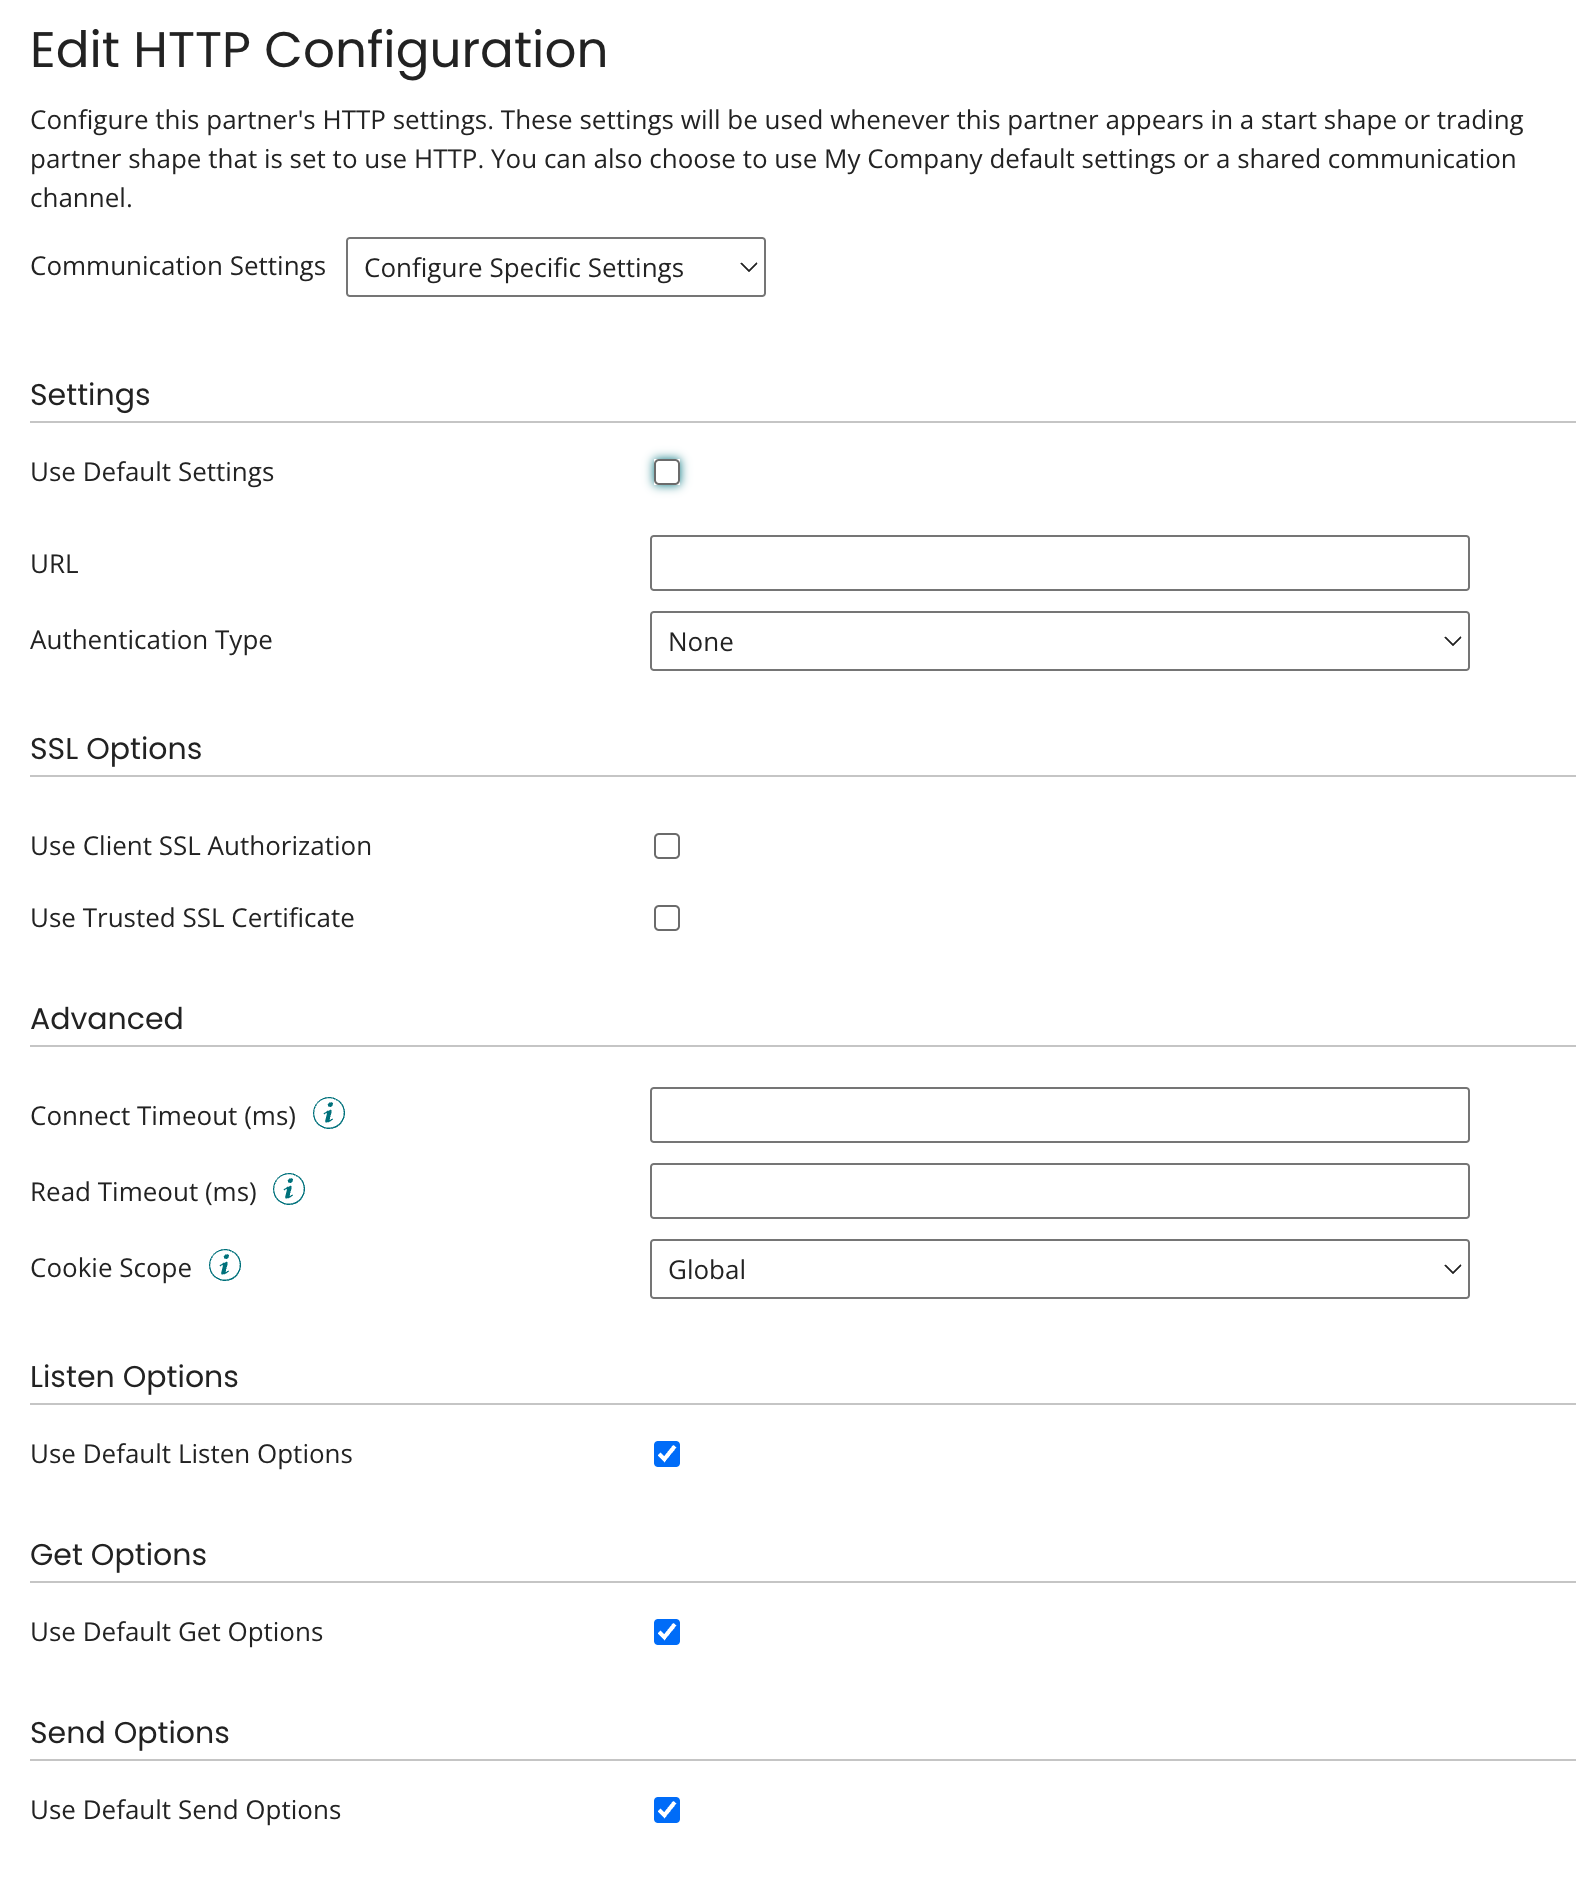 Edit HTTP Configuration
Configure this partner's HTTP settings. These settings will be used whenever this partner appears in a start shape or trading
partner shape that is set to use HTTP. You can also choose to use My Company default settings or a shared communication
channel.
Communication Settings Configure Specific Settings
Settings
Use Default Settings
URL
Authentication Type None
SSL Options
Use Client SSL Authorization
Use Trusted SSL Certificate
Advanced
Connect Timeout (ms) i
Read Timeout (ms) i
Cookie Scope i Global
Listen Options
Use Default Listen Options
Get Options
Use Default Get Options
Send Options
Use Default Send Options